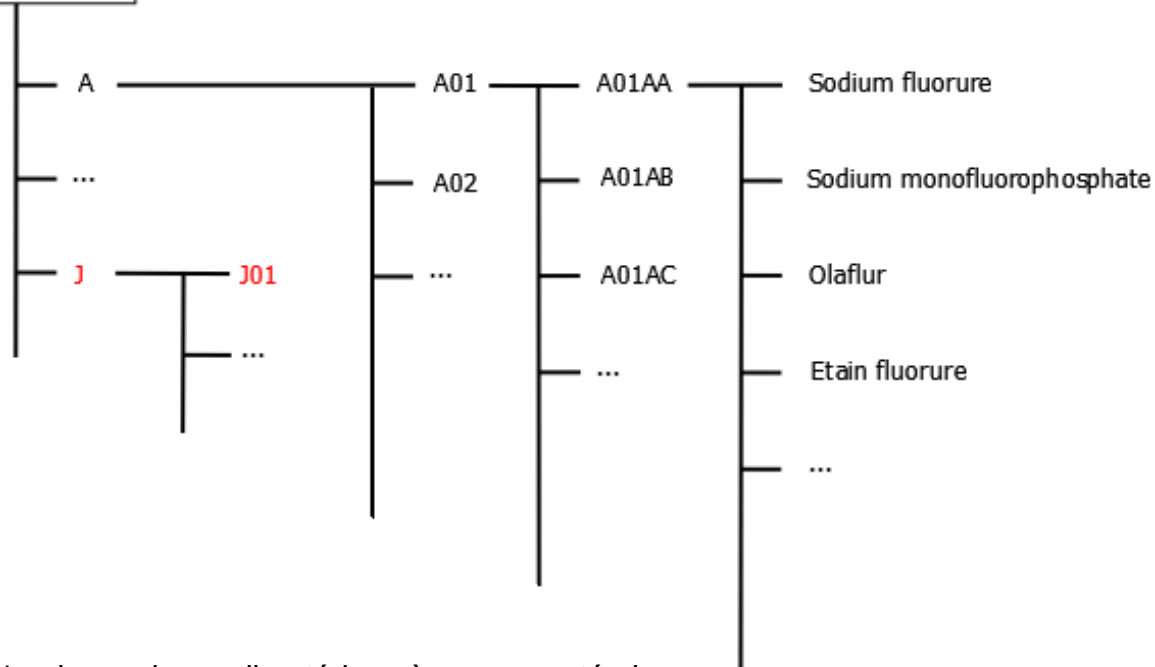 A A01 A01AA Sodium fluorure
... A02 A01AB Sodium monofluorophosphate
J J01 ... A01AC Olaflur
... ... Etain fluorure
...